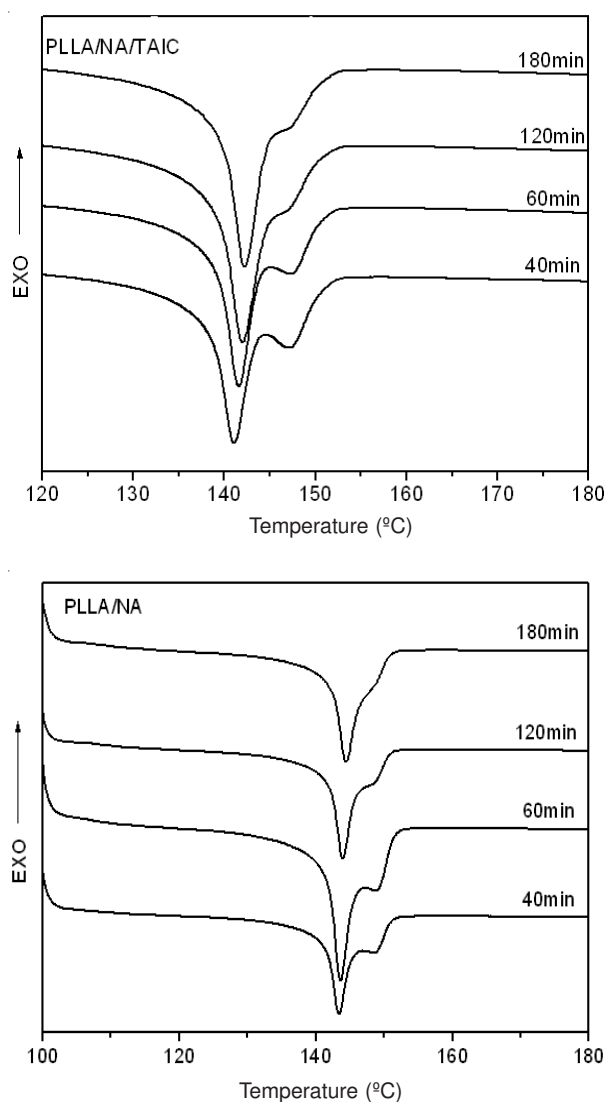 PLLA/NA/TAIC
180min
120min
60min
40min
EXO
120 130 140 150 160 170 180
Temperature (ºC)
PLLA/NA
180min
120min
60min
40min
EXO
100 120 140 160 180
Temperature (ºC)